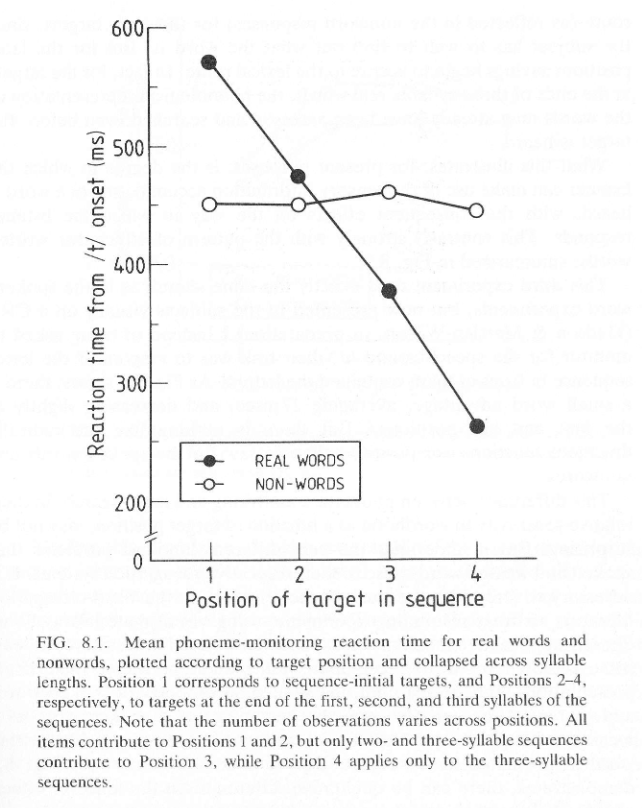 600
500
400
300
200
0
Reaction time from /t/ onset (ms)
REAL WORDS
NON-WORDS
1 2 3 4
Position of target in sequence
FIG. 8.1. Mean phoneme-monitoring reaction time for real words and
nonwords, plotted according to target position and collapsed across syllable
lengths. Position 1 corresponds to sequence-initial targets, and Positions 2–4,
respectively, to targets at the end of the first, second, and third syllables of the
sequences. Note that the number of observations varies across positions. All
items contribute to Positions 1 and 2, but only two- and three-syllable sequences
contribute to Position 3, while Position 4 applies only to the three-syllable
sequences.